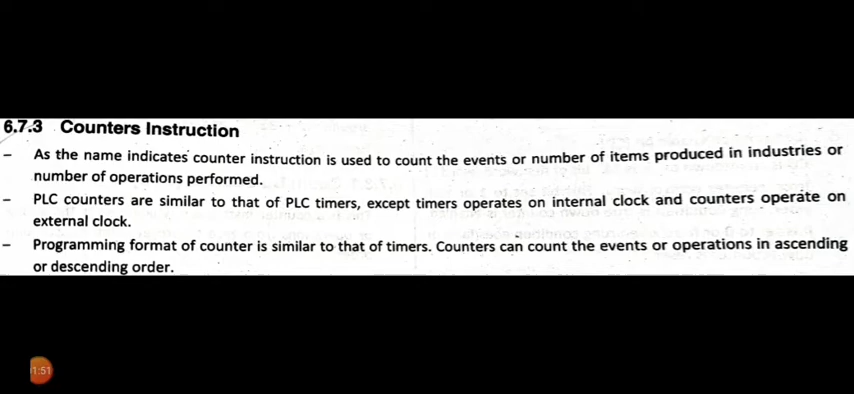 6.7.3 Counters Instruction
– As the name indicates counter instruction is used to count the events or number of items produced in industries or
number of operations performed.
– PLC counters are similar to that of PLC timers, except timers operates on internal clock and counters operate on
external clock.
– Programming format of counter is similar to that of timers. Counters can count the events or operations in ascending
or descending order.
1:51